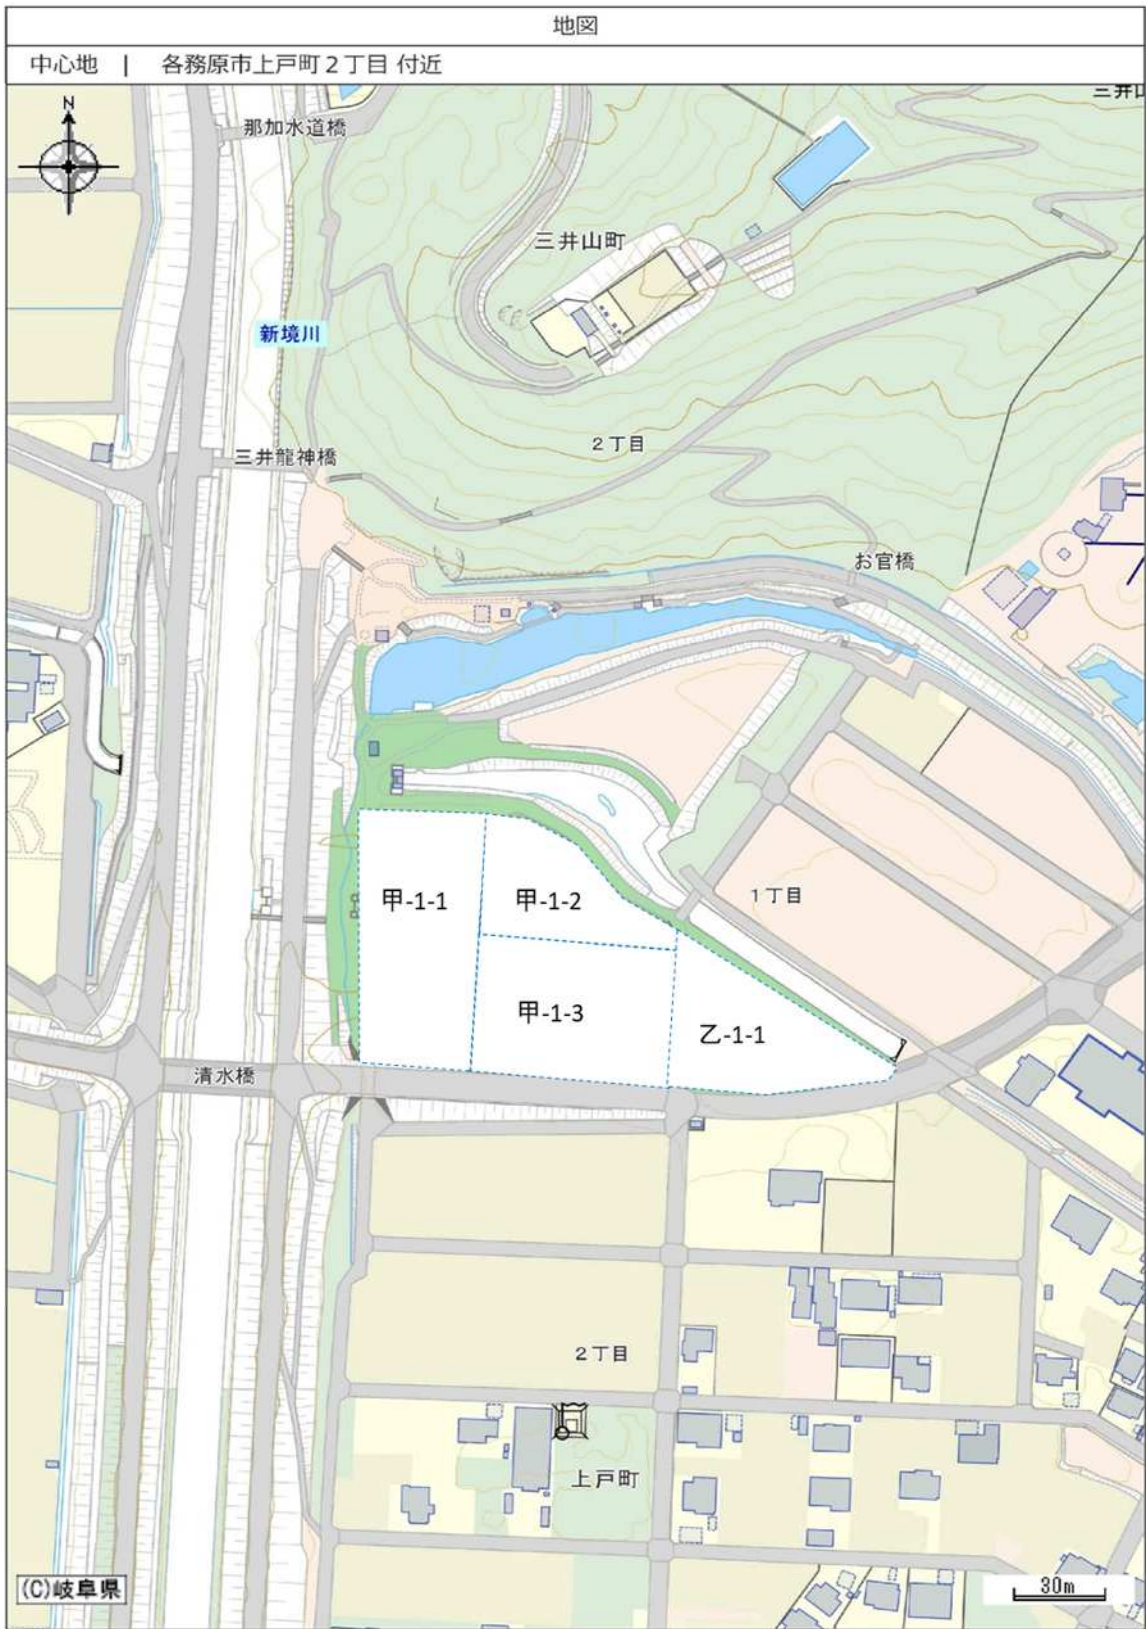 地図
中心地 | 各務原市上戸町２丁目 付近
三井山
N
那加水道橋
三井山町
新境川
２丁目
三井龍神橋
お官橋
甲-1-1
甲-1-2
１丁目
甲-1-3
乙-1-1
清水橋
２丁目
上戸町
(C)岐阜県
30m